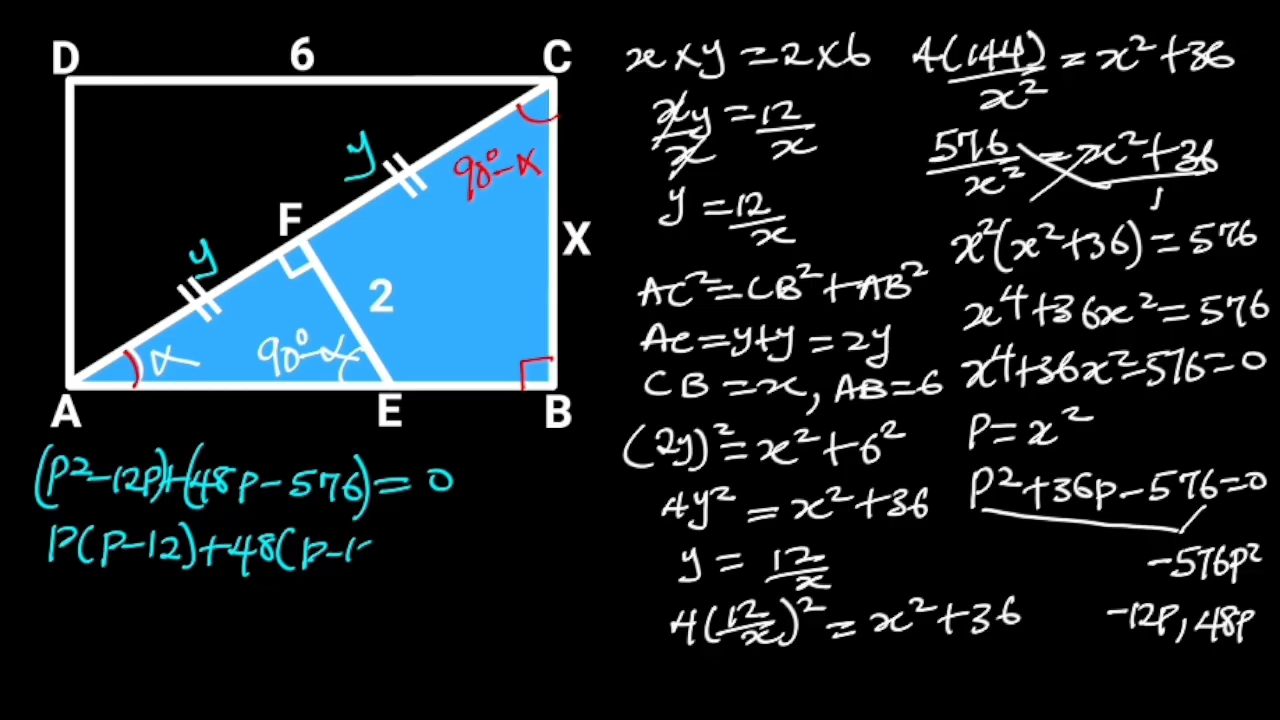 D 6 C
y
90°-α
F
X
y
2
α
90°-α
A E B
(P²-12P)+(48P-576)=0
P(P-12)+48(P-1
x×y=2×6
xy/x=12/x
y=12/x
AC²=CB²+AB²
AC=y+y=2y
CB=x, AB=6
(2y)²=x²+6²
4y²=x²+36
y=12/x
4(12/x)²=x²+36
4(144)/x²=x²+36
576/x²=x²+36/1
x²(x²+36)=576
x⁴+36x²=576
x⁴+36x²-576=0
P=x²
P²+36P-576=0
-576P²
-12P, 48P